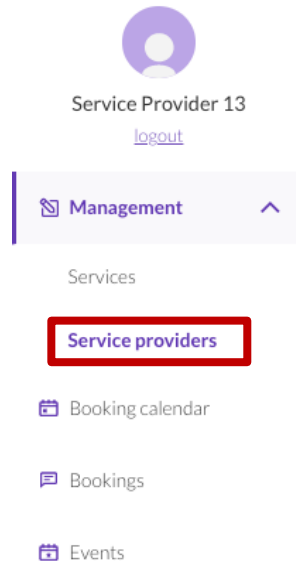 Service Provider 13
logout
Management
Services
Service providers
Booking calendar
Bookings
Events